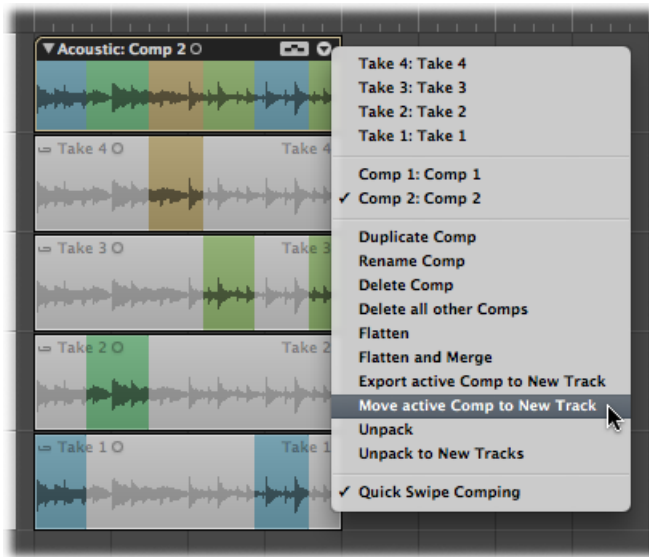 Acoustic: Comp 2
Take 4: Take 4
Take 3: Take 3
Take 2: Take 2
Take 1: Take 1
Comp 1: Comp 1
✓ Comp 2: Comp 2
Duplicate Comp
Rename Comp
Delete Comp
Delete all other Comps
Flatten
Flatten and Merge
Export active Comp to New Track
Move active Comp to New Track
Unpack
Unpack to New Tracks
✓ Quick Swipe Comping
Take 4 Take 4
Take 3 Take 3
Take 2 Take 2
Take 1 Take 1